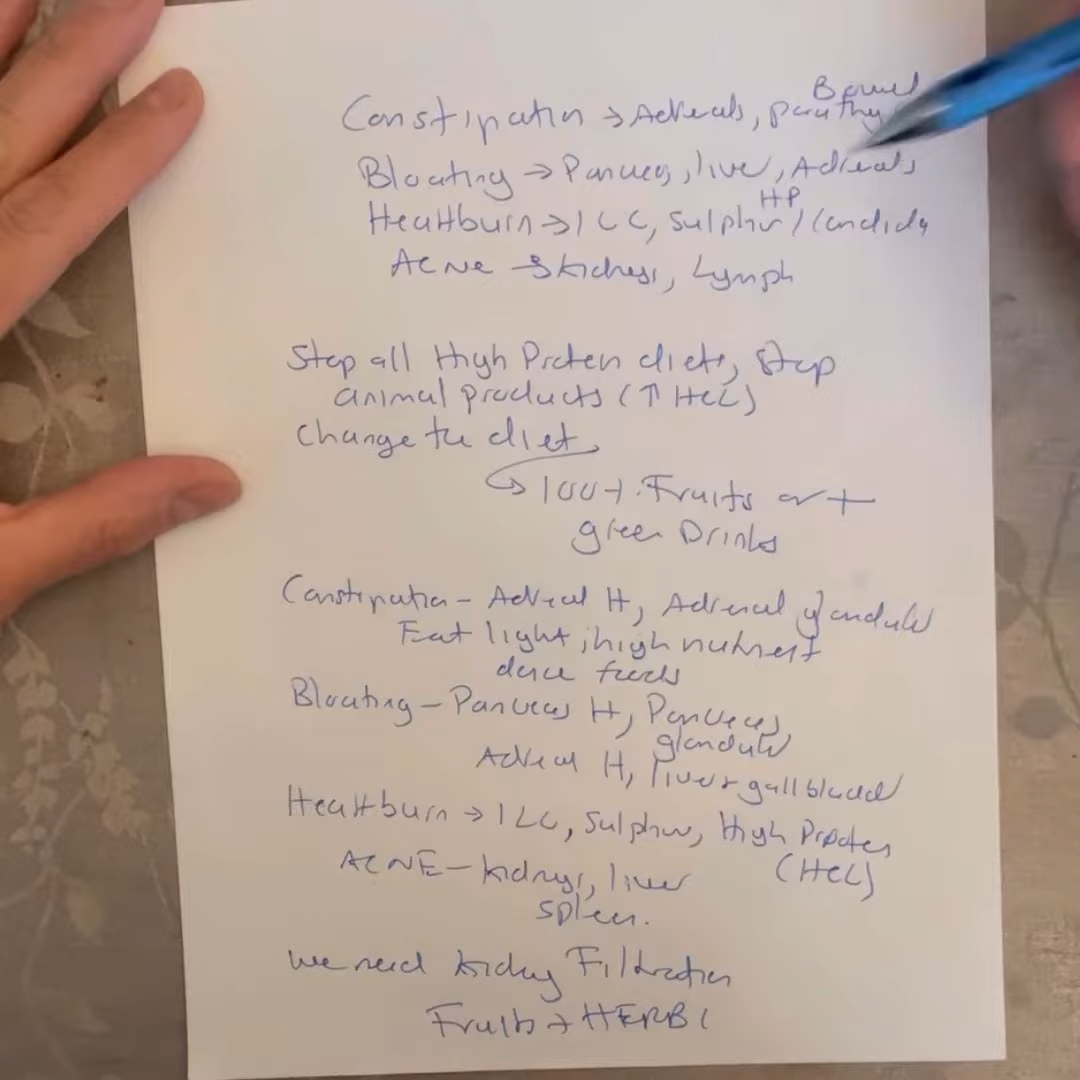 Bowel
Constipation → Adrenals, parathy
Bloating → Pancreas, liver, Adrenals
HP
Heartburn → ICC, Sulphur / Candida
Acne → kidneys, Lymph
Stop all High Protein diets, Stop
animal products (↑ HCL)
Change the diet
↳ 100%. Fruits or +
green Drinks
Constipation - Adrenal H, Adrenal glandular
Eat light, high nutrient
dense foods
Bloating - Pancreas H, Pancreas
glandular
Adrenal H, liver + gallbladder
Heartburn → ICC, Sulphur, High Protein
(HCL)
ACNE - kidneys, liver
spleen.
we need kidney Filtration
Fruits + HERBS